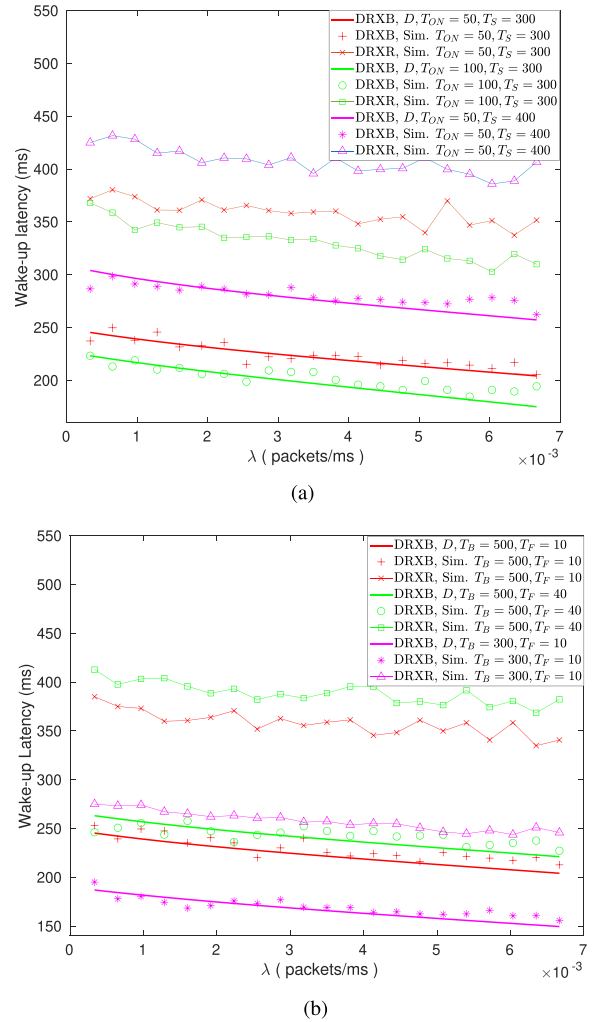 DRXB, D, T_ON = 50, T_S = 300
DRXB, Sim. T_ON = 50, T_S = 300
DRXR, Sim. T_ON = 50, T_S = 300
DRXB, D, T_ON = 100, T_S = 300
DRXB, Sim. T_ON = 100, T_S = 300
DRXR, Sim. T_ON = 100, T_S = 300
DRXB, D, T_ON = 50, T_S = 400
DRXB, Sim. T_ON = 50, T_S = 400
DRXR, Sim. T_ON = 50, T_S = 400
550
500
450
400
350
300
250
200
Wake-up latency (ms)
0 1 2 3 4 5 6 7
λ ( packets/ms )
×10⁻³
(a)
DRXB, D, T_B = 500, T_F = 10
DRXB, Sim. T_B = 500, T_F = 10
DRXR, Sim. T_B = 500, T_F = 10
DRXB, D, T_B = 500, T_F = 40
DRXB, Sim. T_B = 500, T_F = 40
DRXR, Sim. T_B = 500, T_F = 40
DRXB, D, T_B = 300, T_F = 10
DRXB, Sim. T_B = 300, T_F = 10
DRXR, Sim. T_B = 300, T_F = 10
550
500
450
400
350
300
250
200
150
Wake-up Latency (ms)
0 1 2 3 4 5 6 7
λ ( packets/ms)
×10⁻³
(b)